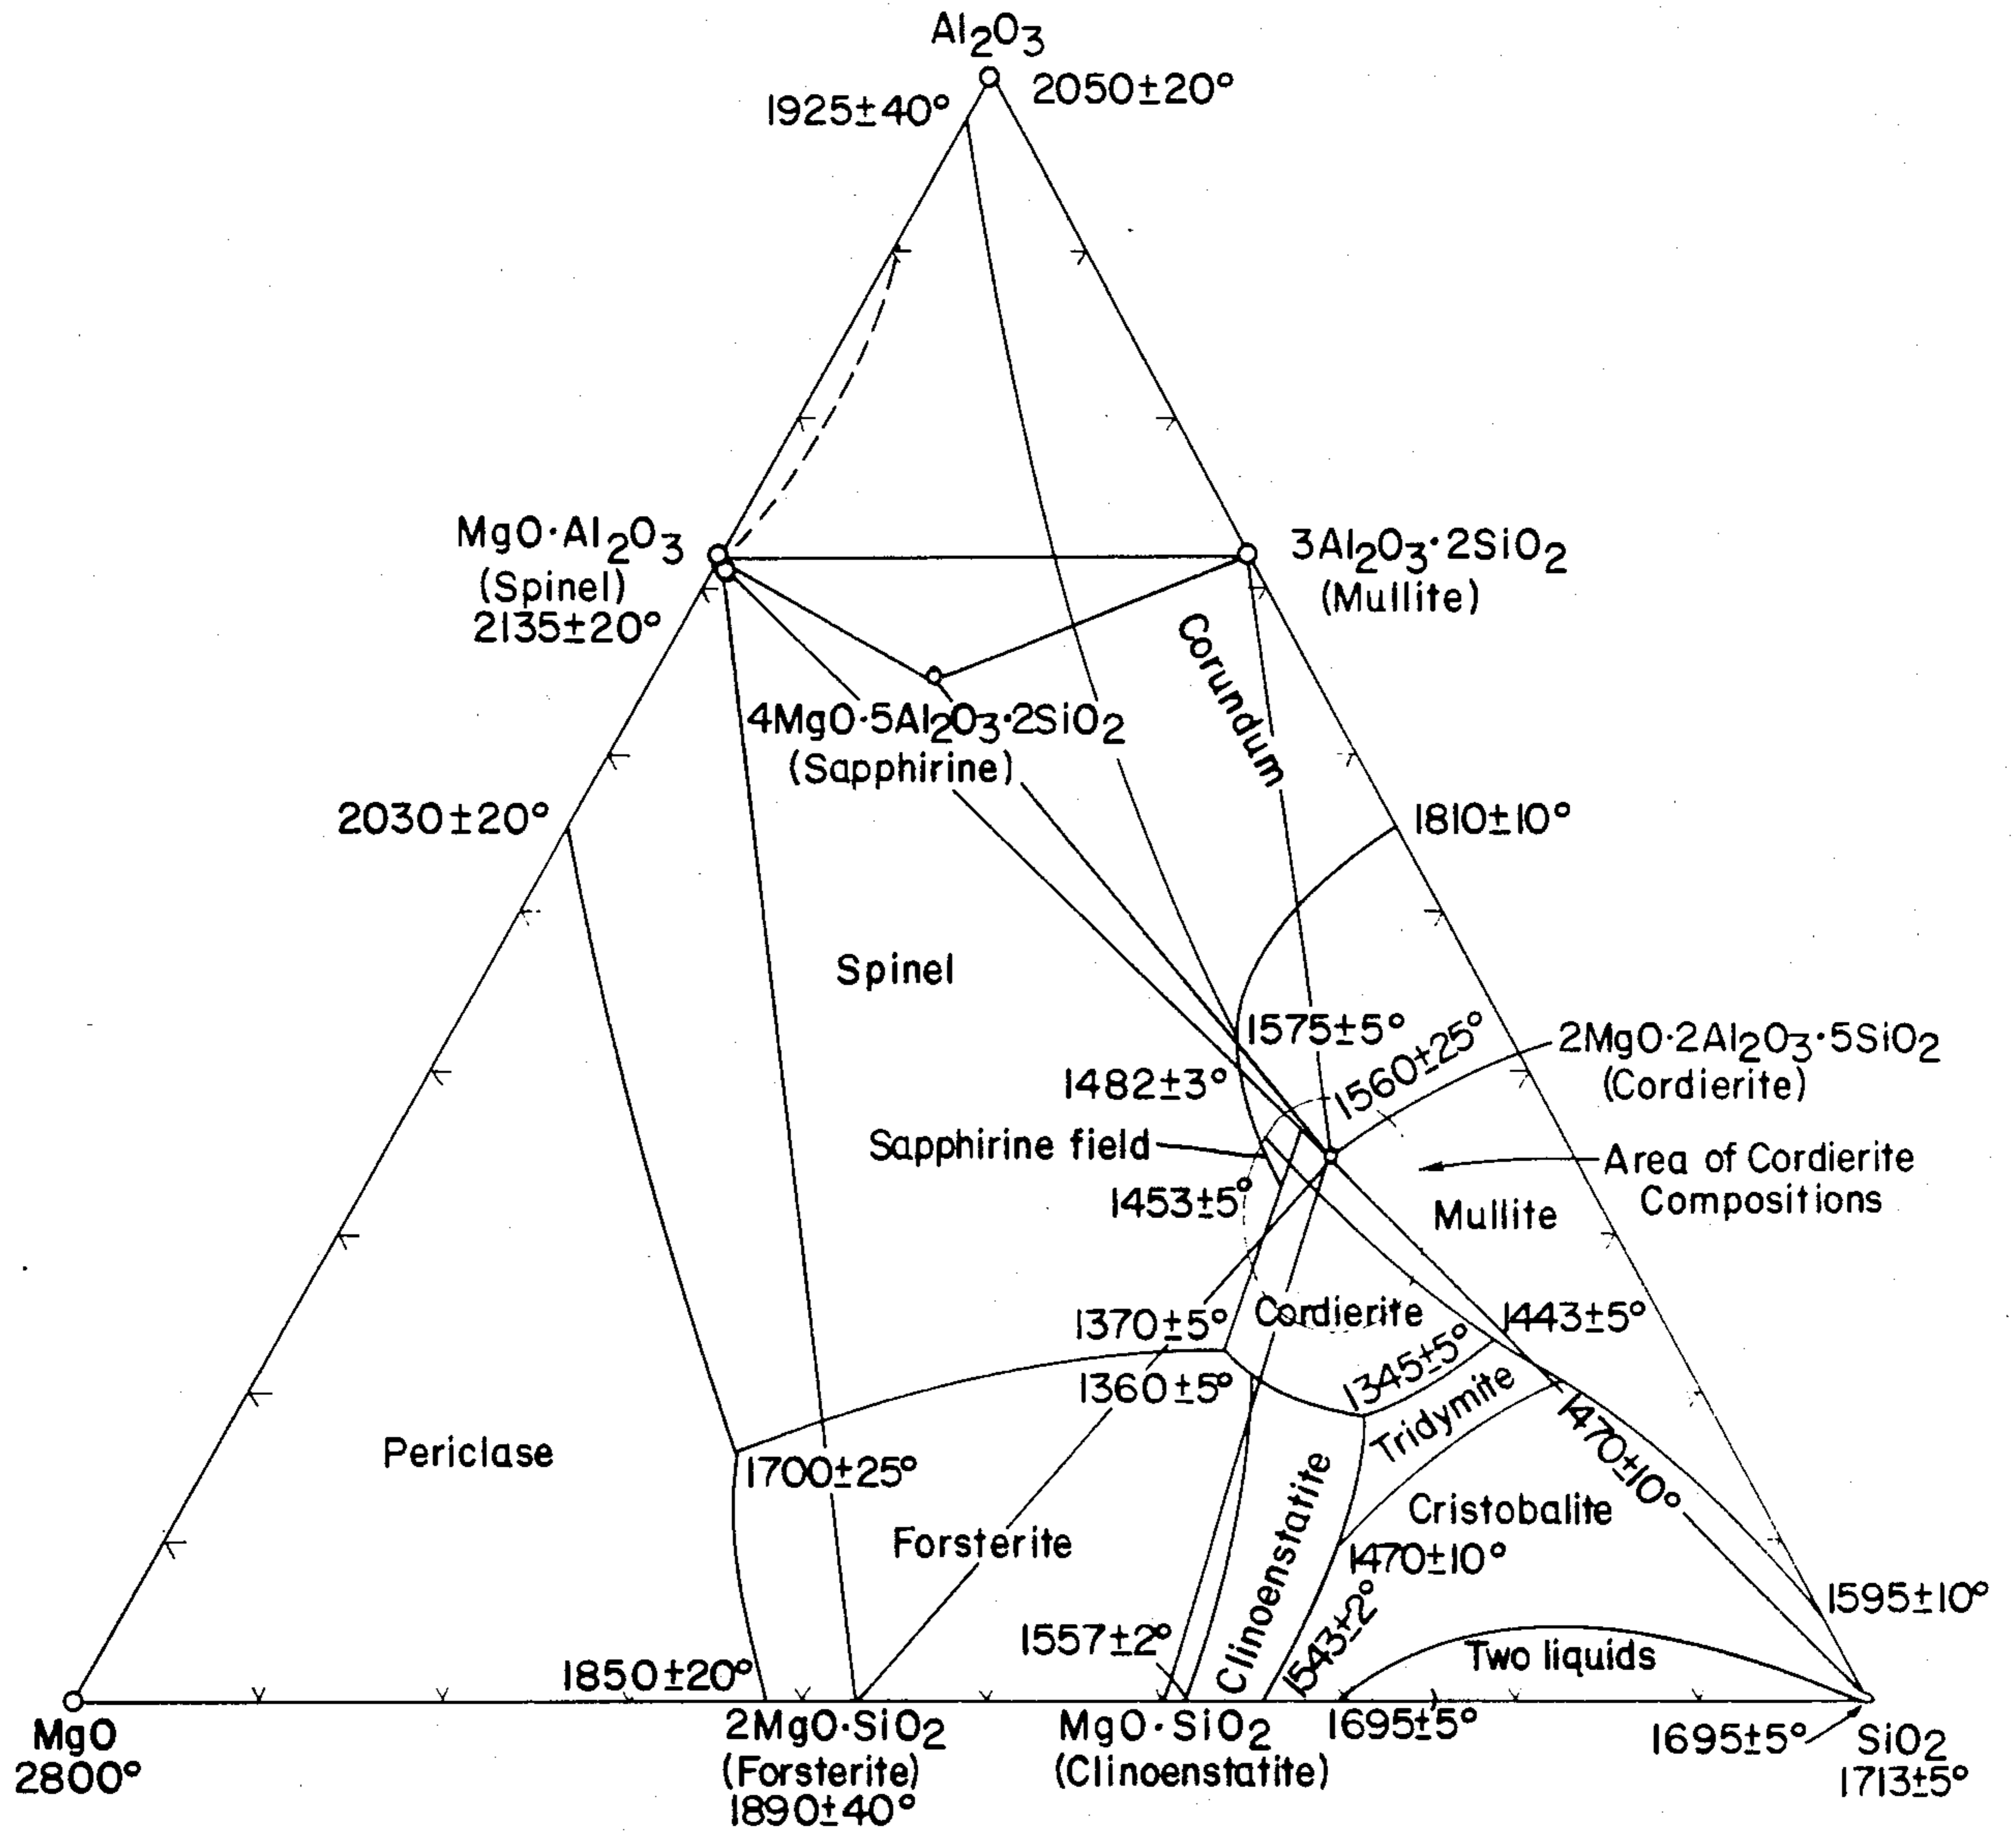 Al₂O₃
2050±20°
1925±40°
MgO·Al₂O₃
(Spinel)
2135±20°
3Al₂O₃·2SiO₂
(Mullite)
Corundum
4MgO·5Al₂O₃·2SiO₂
(Sapphirine)
2030±20°
1810±10°
Spinel
1575±5°
1560±25°
2MgO·2Al₂O₃·5SiO₂
(Cordierite)
1482±3°
Sapphirine field
Area of Cordierite
Compositions
1453±5°
Mullite
1370±5°
Cordierite
1443±5°
1360±5°
1345±5°
Tridymite
Periclase
1700±25°
1470±10°
Forsterite
Clinoenstatite
Cristobalite
1470±10°
1543±2°
1595±10°
1557±2°
Two liquids
1850±20°
MgO
2800°
2MgO·SiO₂
(Forsterite)
1890±40°
MgO·SiO₂
(Clinoenstatite)
1695±5°
1695±5°
SiO₂
1713±5°